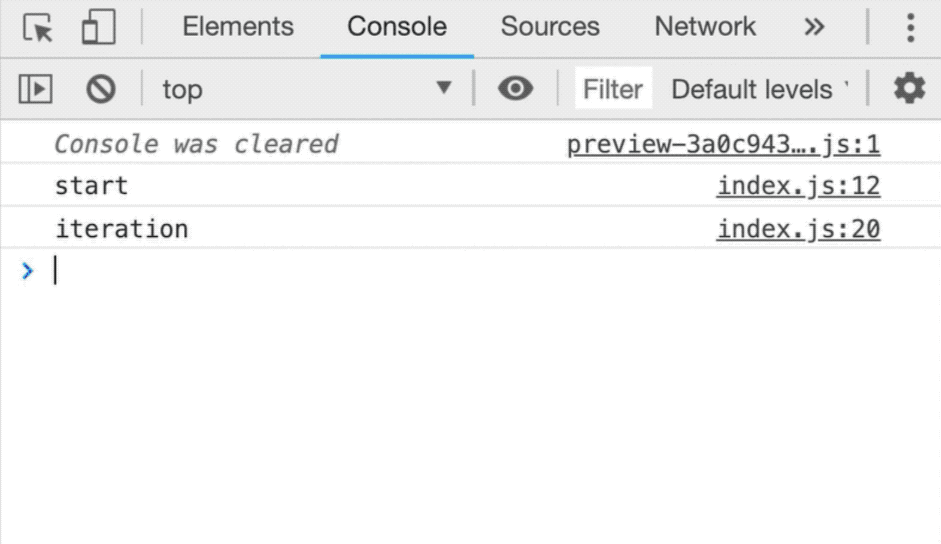 Elements Console Sources Network »
top Filter Default levels
Console was cleared preview-3a0c943….js:1
start index.js:12
iteration index.js:20